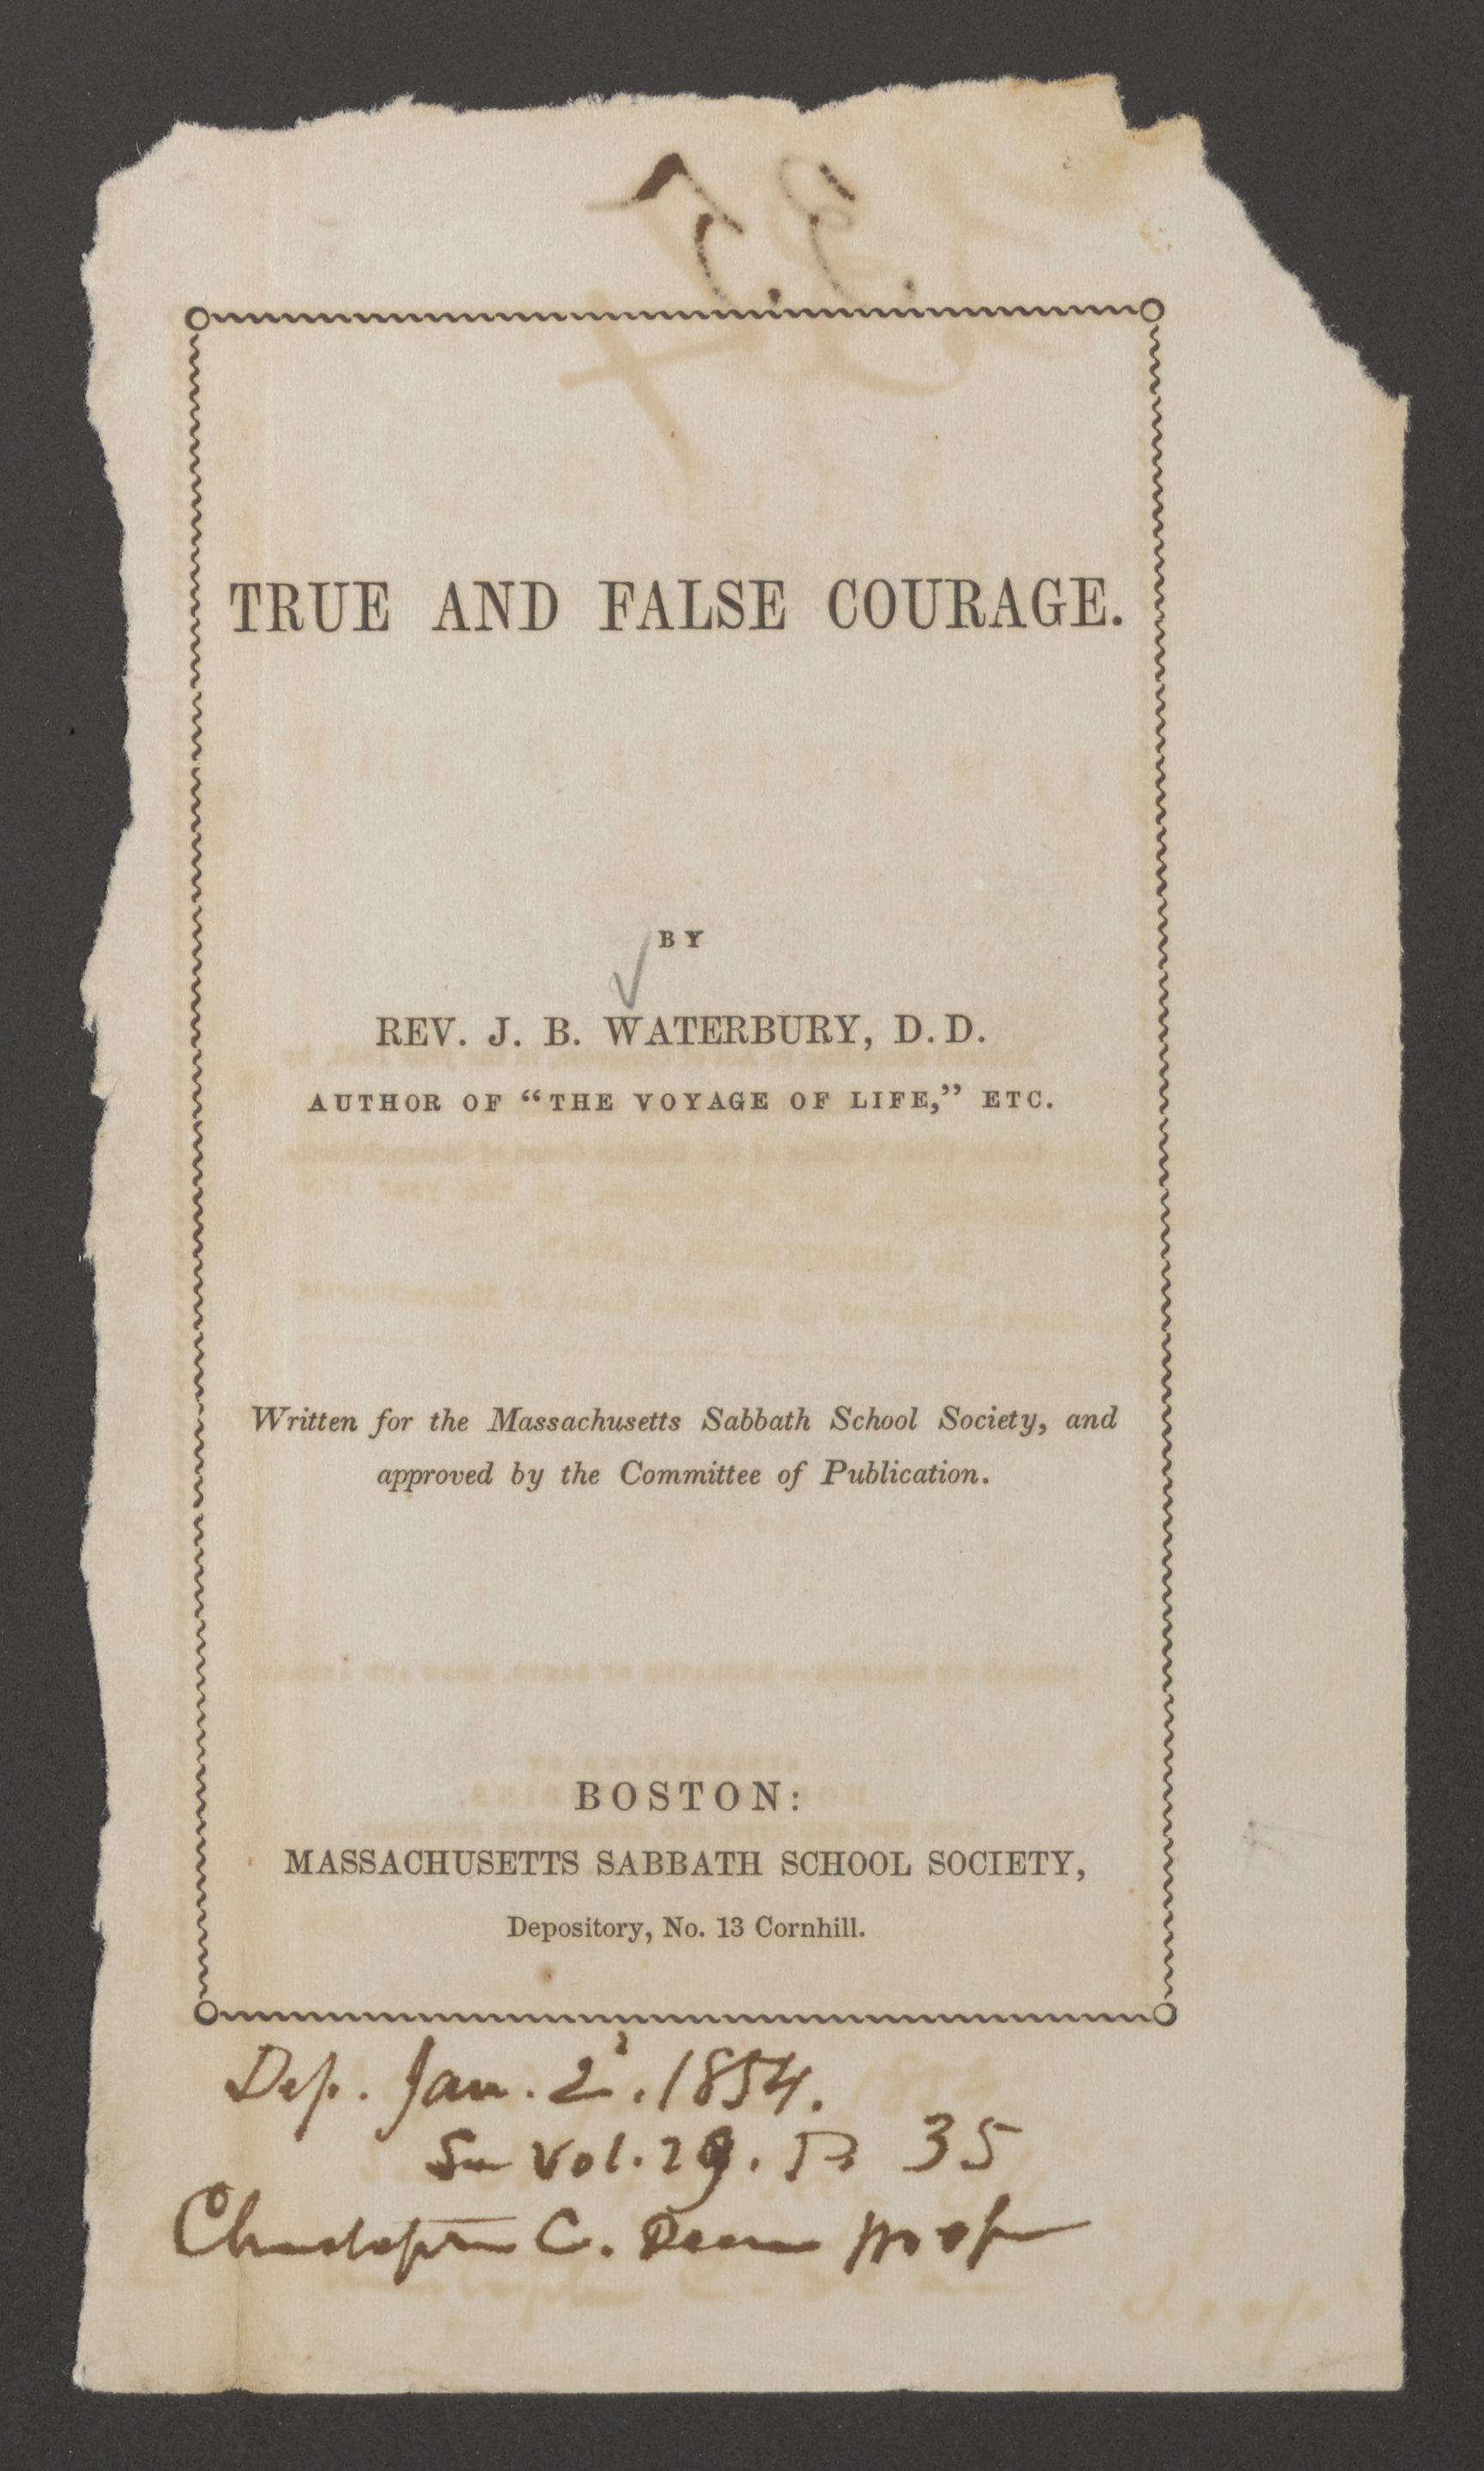 TRUE AND FALSE COURAGE.
BY
REV. J. B. WATERBURY, D.D.
AUTHOR OF “THE VOYAGE OF LIFE,” ETC.
Written for the Massachusetts Sabbath School Society, and
approved by the Committee of Publication.
BOSTON:
MASSACHUSETTS SABBATH SCHOOL SOCIETY,
Depository, No. 13 Cornhill.
Dep. Jan. 2. 1854.
Vol. 29. P. 35
Christopher C. Dean